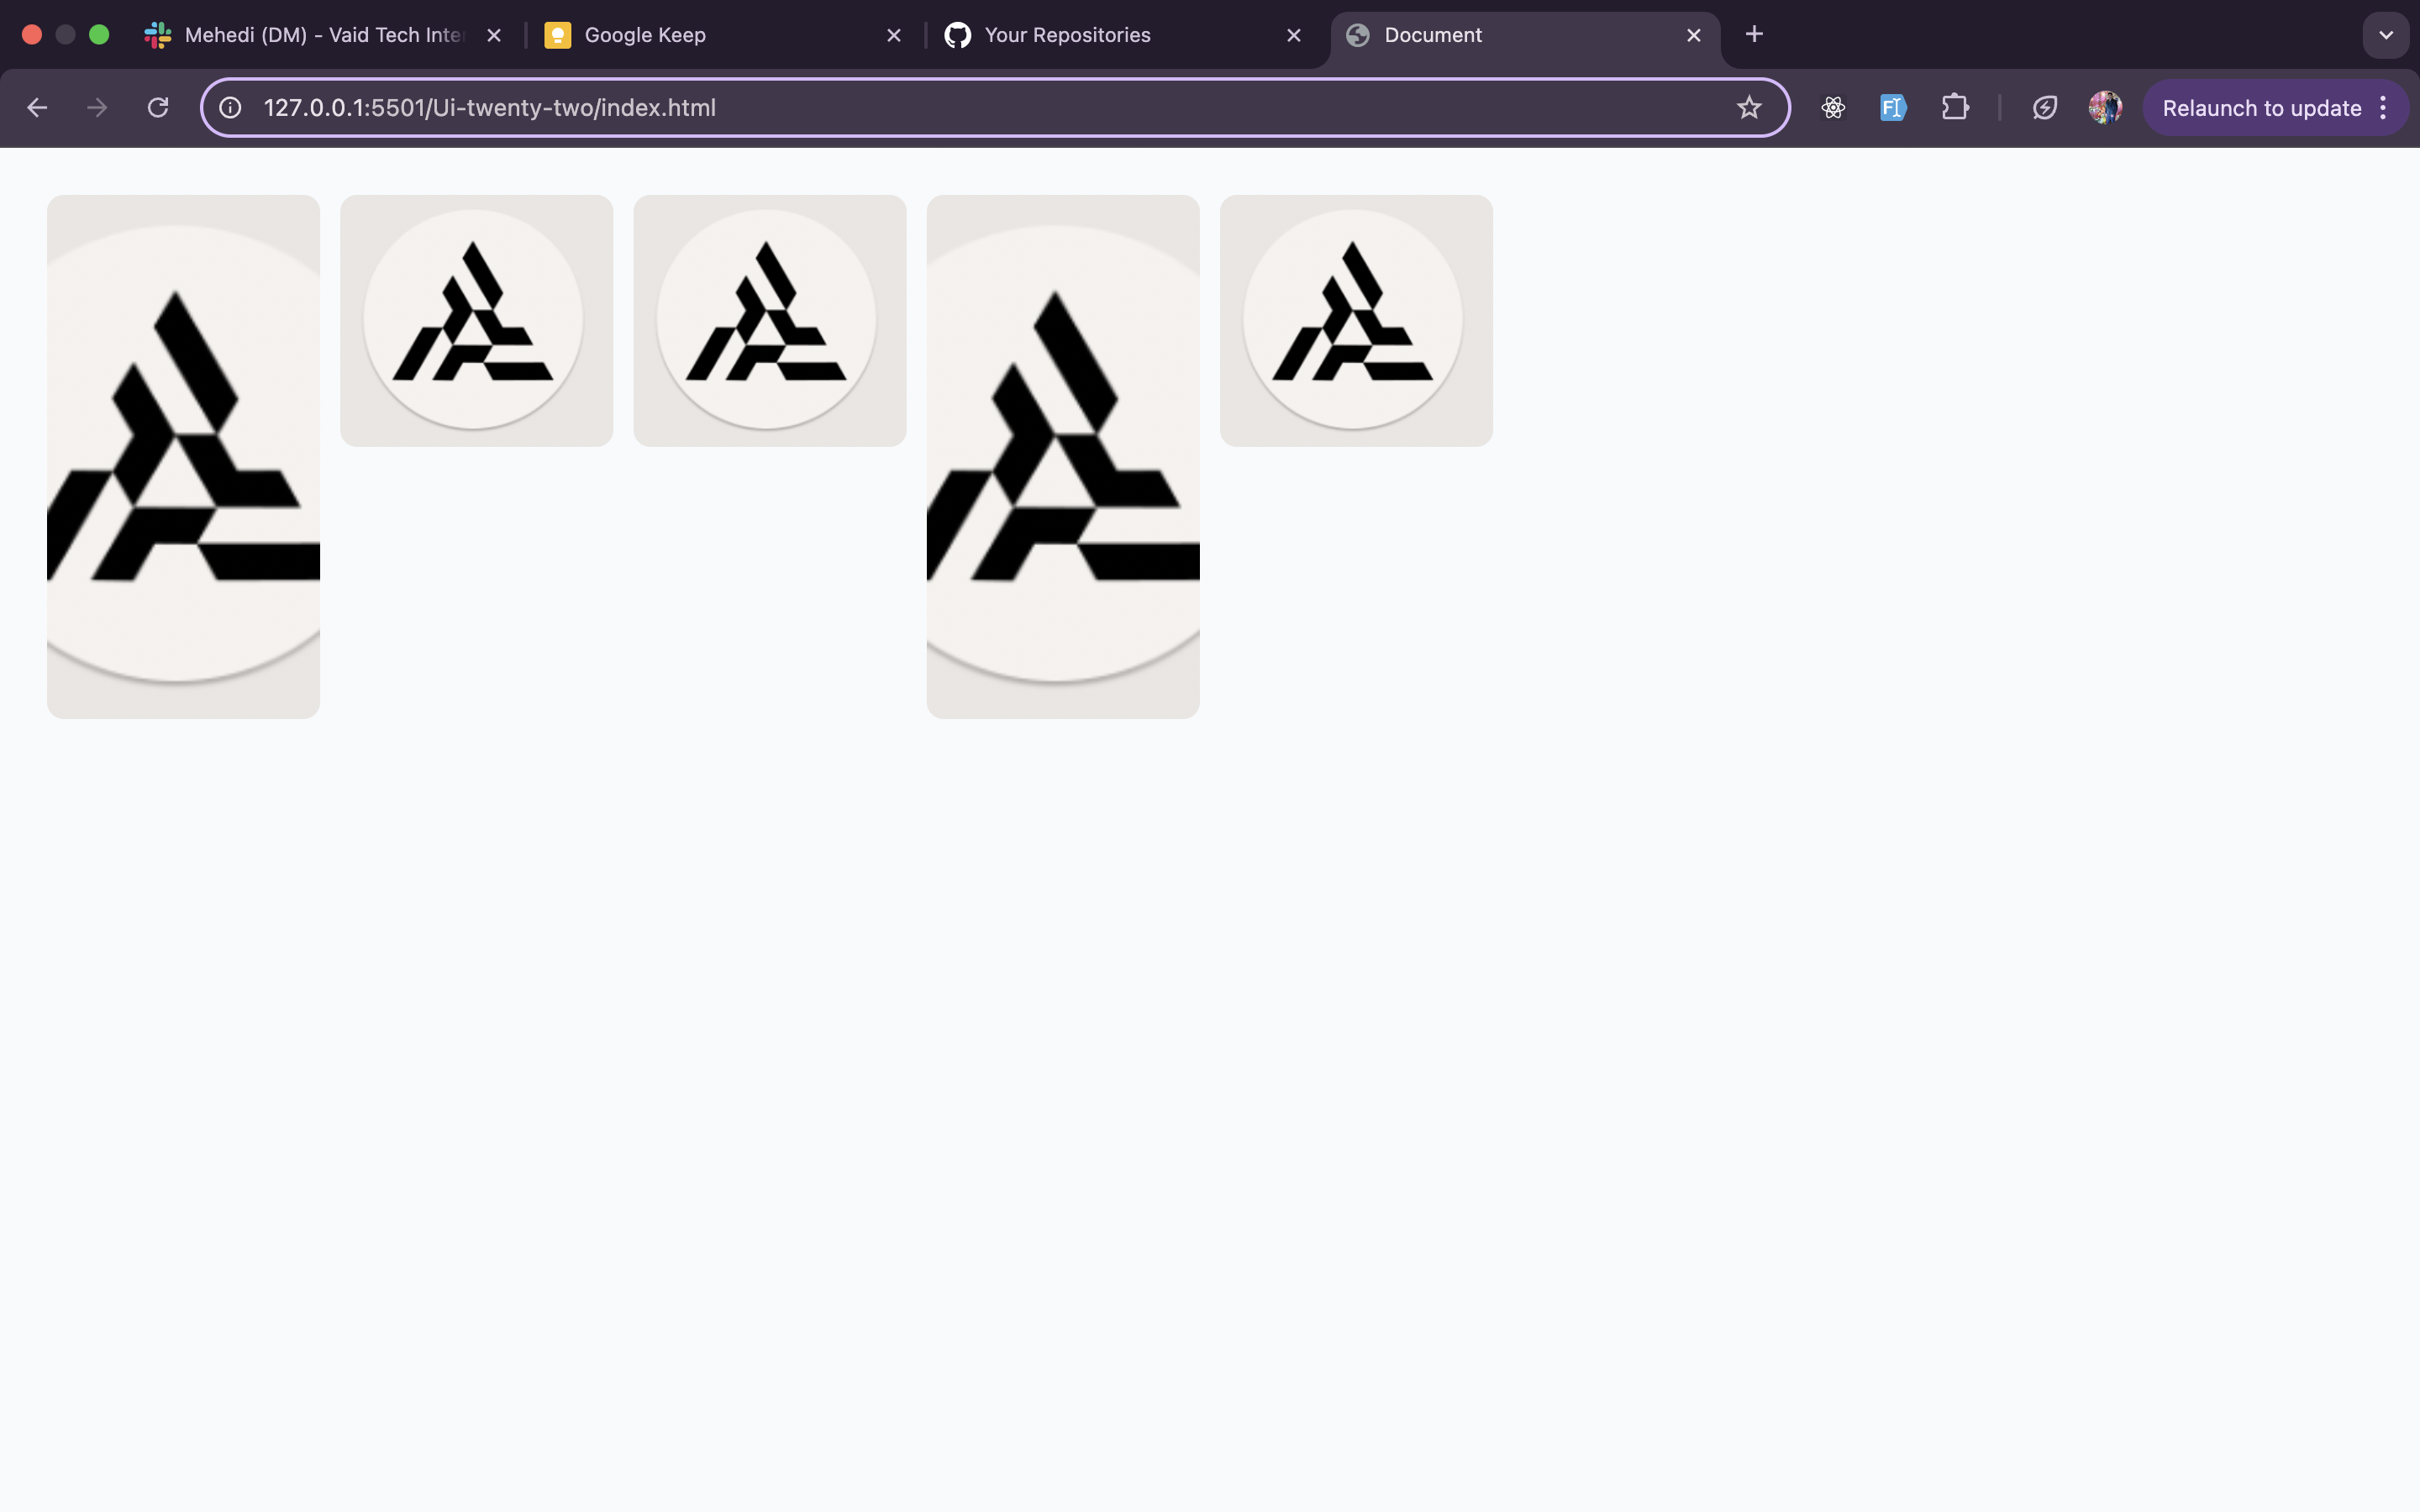 Mehedi (DM) - Vaid Tech Inte
Google Keep
Your Repositories
Document
127.0.0.1:5501/Ui-twenty-two/index.html
Relaunch to update